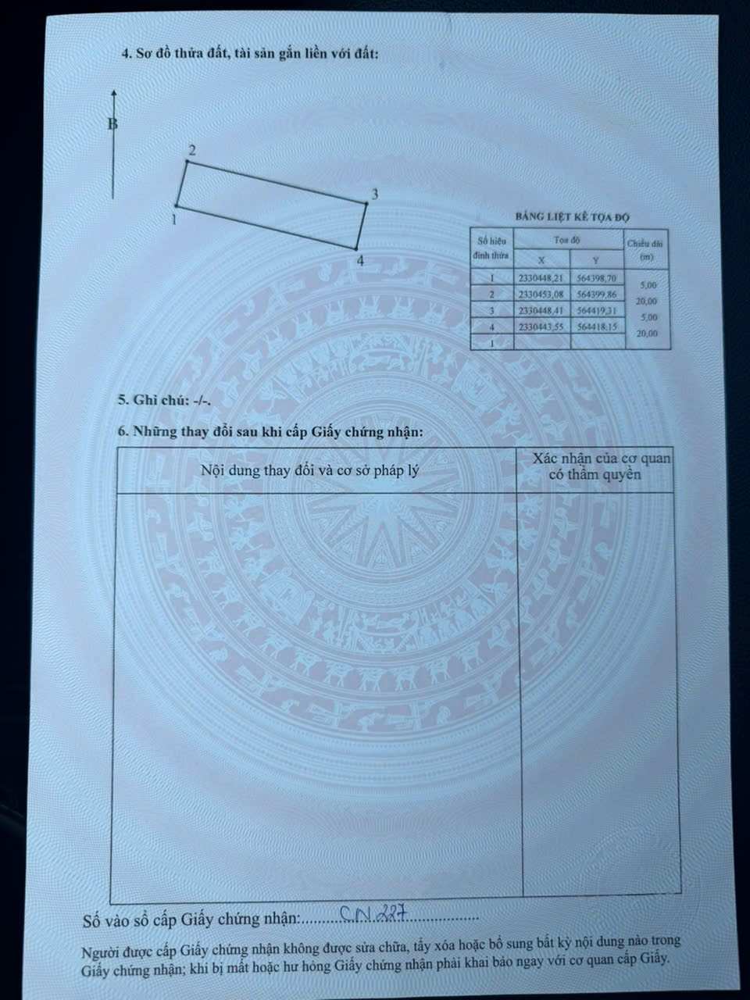 4. Sơ đồ thửa đất, tài sản gắn liền với đất:
B
2
3
1
4
BẢNG LIỆT KÊ TỌA ĐỘ
Số hiệu đỉnh thửa Tọa độ Chiều dài (m)
X Y
1 2330448,21 564398,70
5,00
2 2330453,08 564399,86
20,00
3 2330448,41 564419,31
5,00
4 2330443,55 564418,15
20,00
1
5. Ghi chú: -/-.
6. Những thay đổi sau khi cấp Giấy chứng nhận:
Nội dung thay đổi và cơ sở pháp lý
Xác nhận của cơ quan
có thẩm quyền
Số vào sổ cấp Giấy chứng nhận:....CN.227....
Người được cấp Giấy chứng nhận không được sửa chữa, tẩy xóa hoặc bổ sung bất kỳ nội dung nào trong
Giấy chứng nhận; khi bị mất hoặc hư hỏng Giấy chứng nhận phải khai báo ngay với cơ quan cấp Giấy.